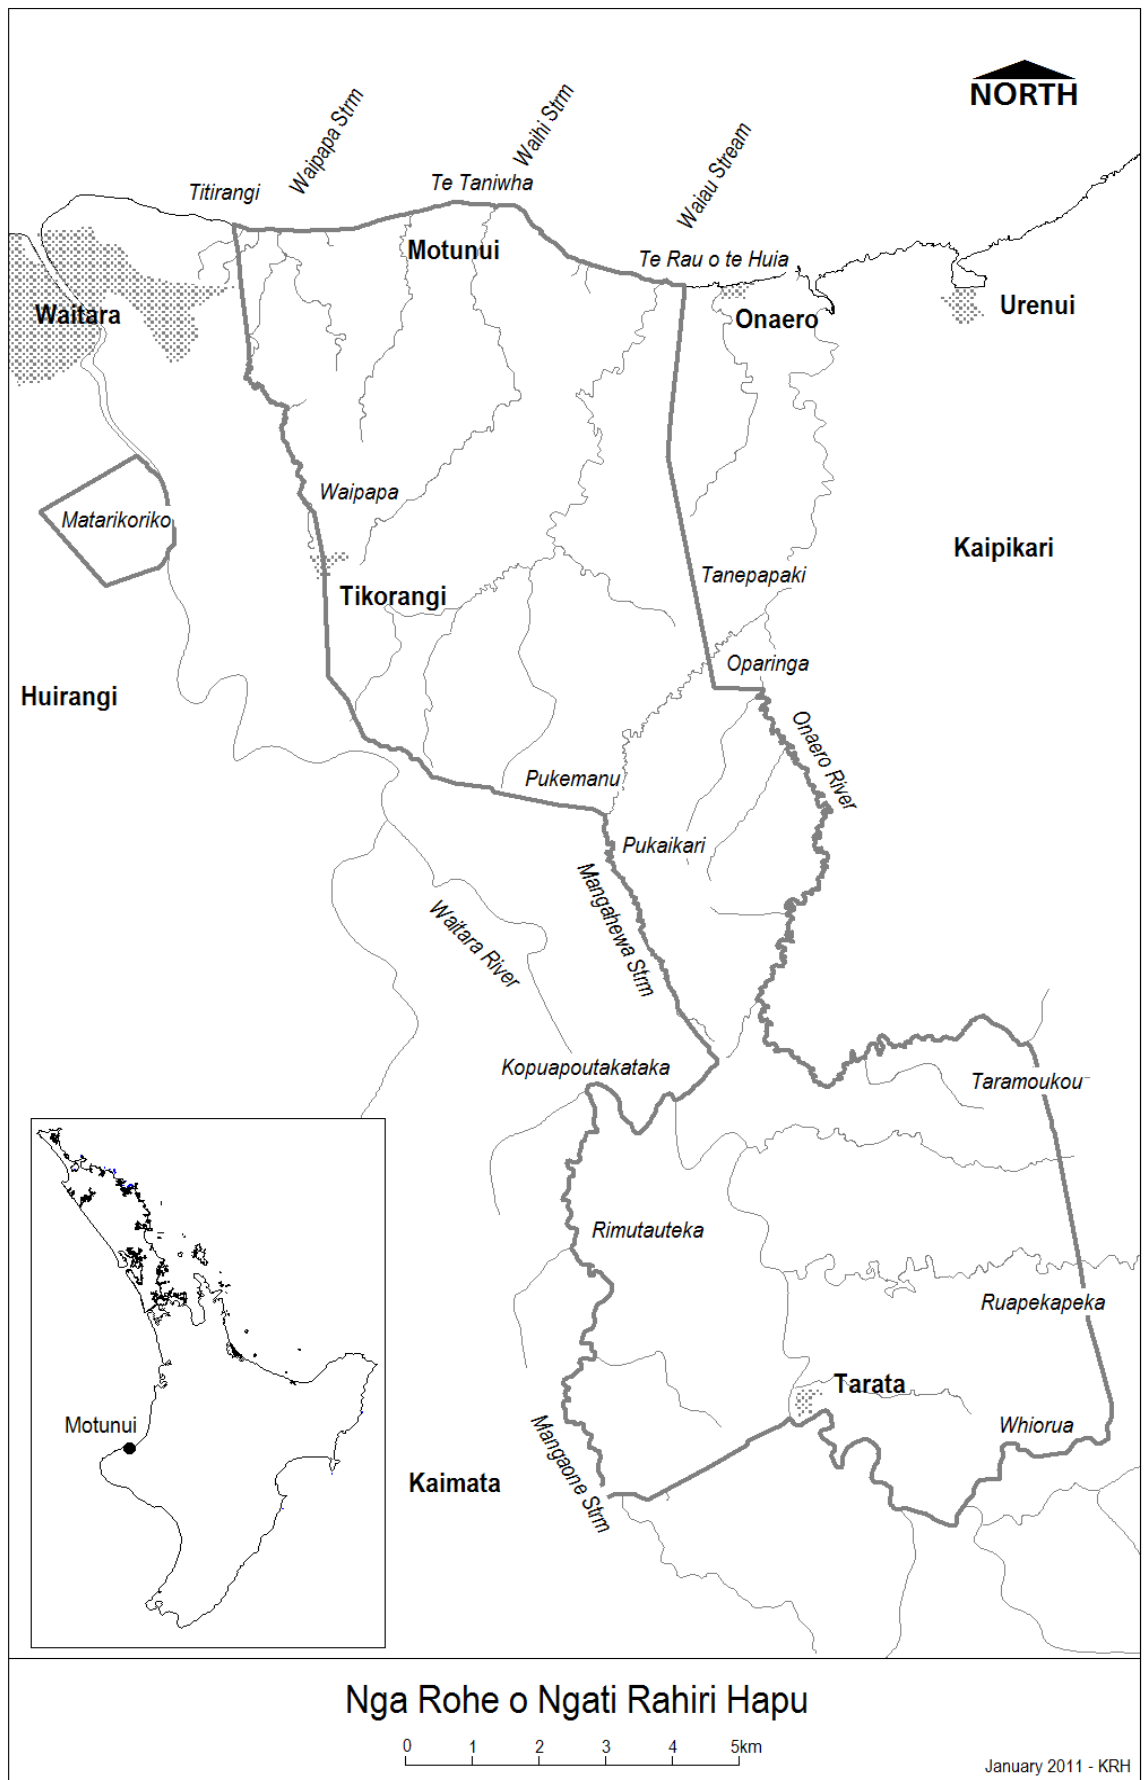 NORTH
Waipapa Strm
Waihi Strm
Waiau Stream
Titirangi
Te Taniwha
Motunui
Te Rau o te Huia
Waitara
Onaero
Urenui
Waipapa
Matarikoriko
Kaipikari
Tanepapaki
Tikorangi
Oparinga
Huirangi
Onaero River
Pukemanu
Pukaikari
Mangahewa Strm
Waitara River
Kopuapoutakataka
Taramoukou
Rimutauteka
Ruapekapeka
Tarata
Whiorua
Motunui
Mangaone Strm
Kaimata
Nga Rohe o Ngati Rahiri Hapu
0 1 2 3 4 5km
January 2011 - KRH